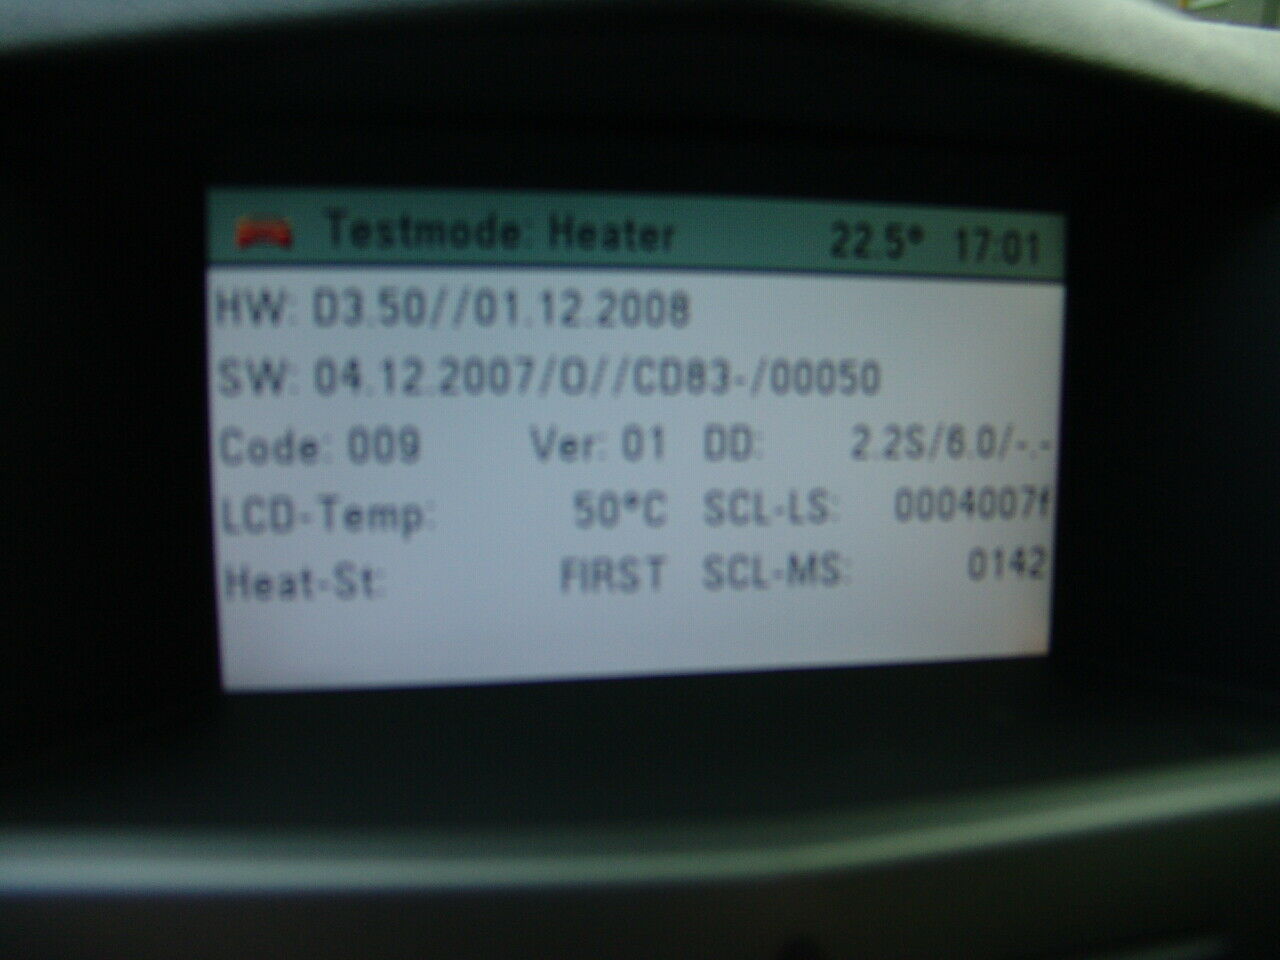 Testmode: Heater 22.5° 17:01
HW: D3.50//01.12.2008
SW: 04.12.2007/0//CD83-/00050
Code: 009 Ver: 01 DD: 2.2S/6.0/-.-
LCD-Temp: 50°C SCL-LS: 0004007f
Heat-St: FIRST SCL-MS: 0142